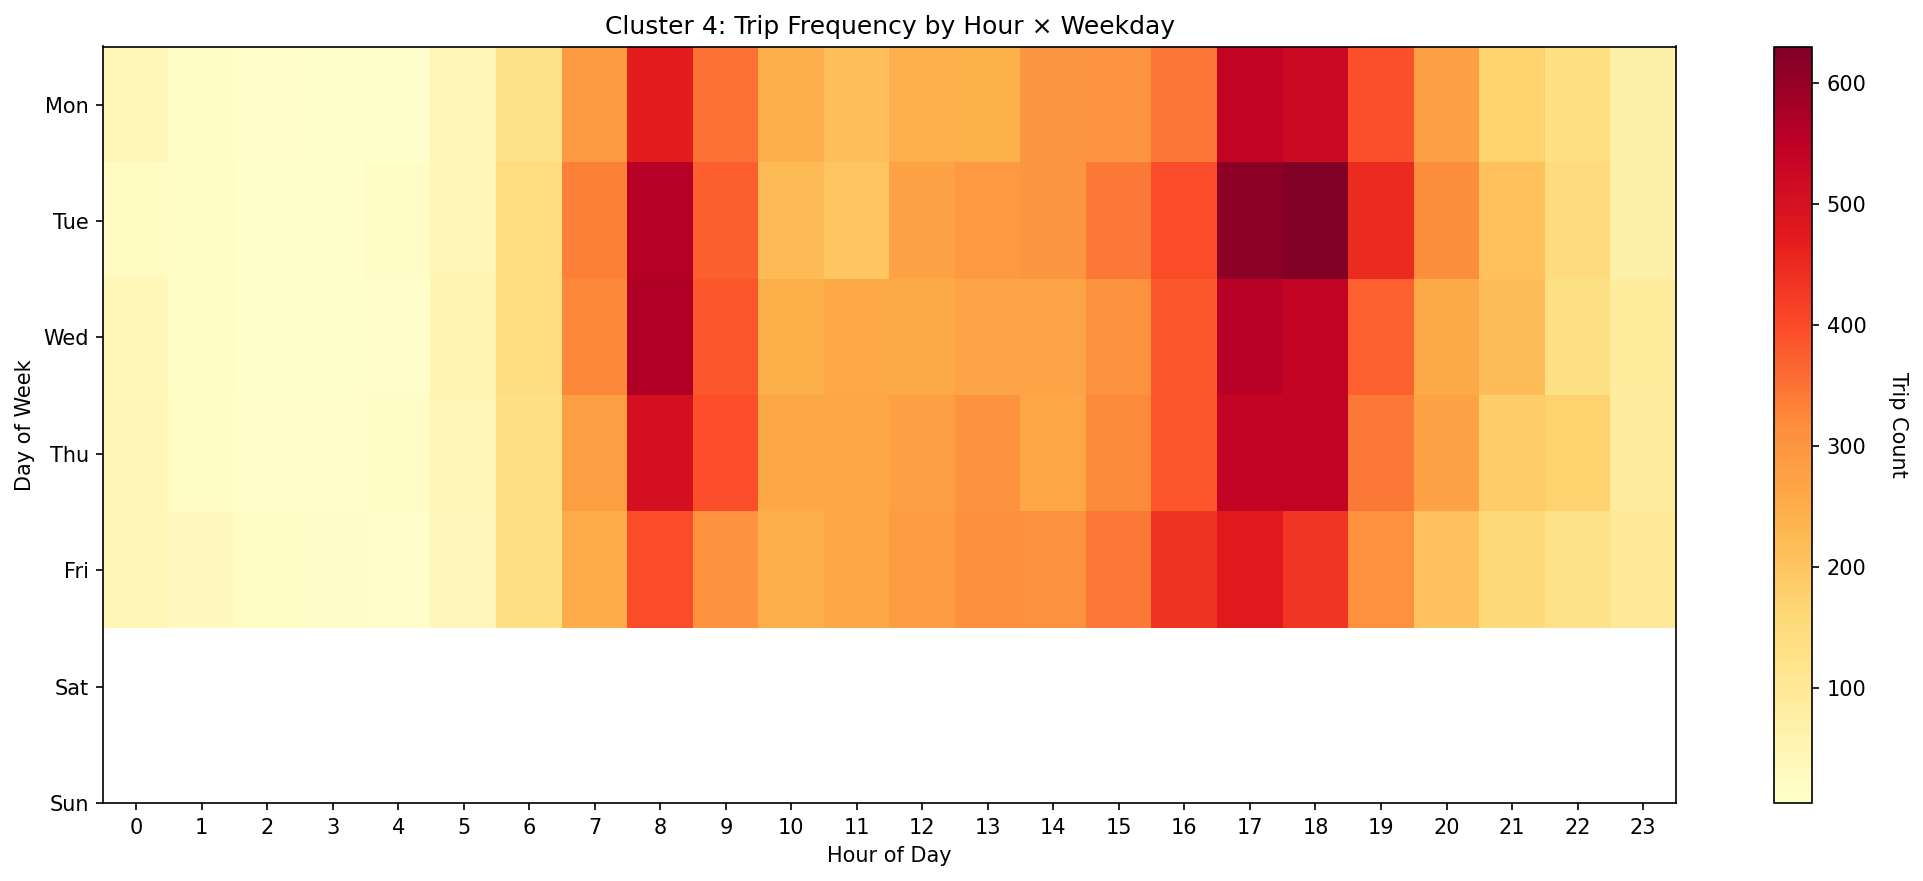 Cluster 4: Trip Frequency by Hour × Weekday
Day of Week
Mon
Tue
Wed
Thu
Fri
Sat
Sun
0 1 2 3 4 5 6 7 8 9 10 11 12 13 14 15 16 17 18 19 20 21 22 23
Hour of Day
600
500
400
300
200
100
Trip Count